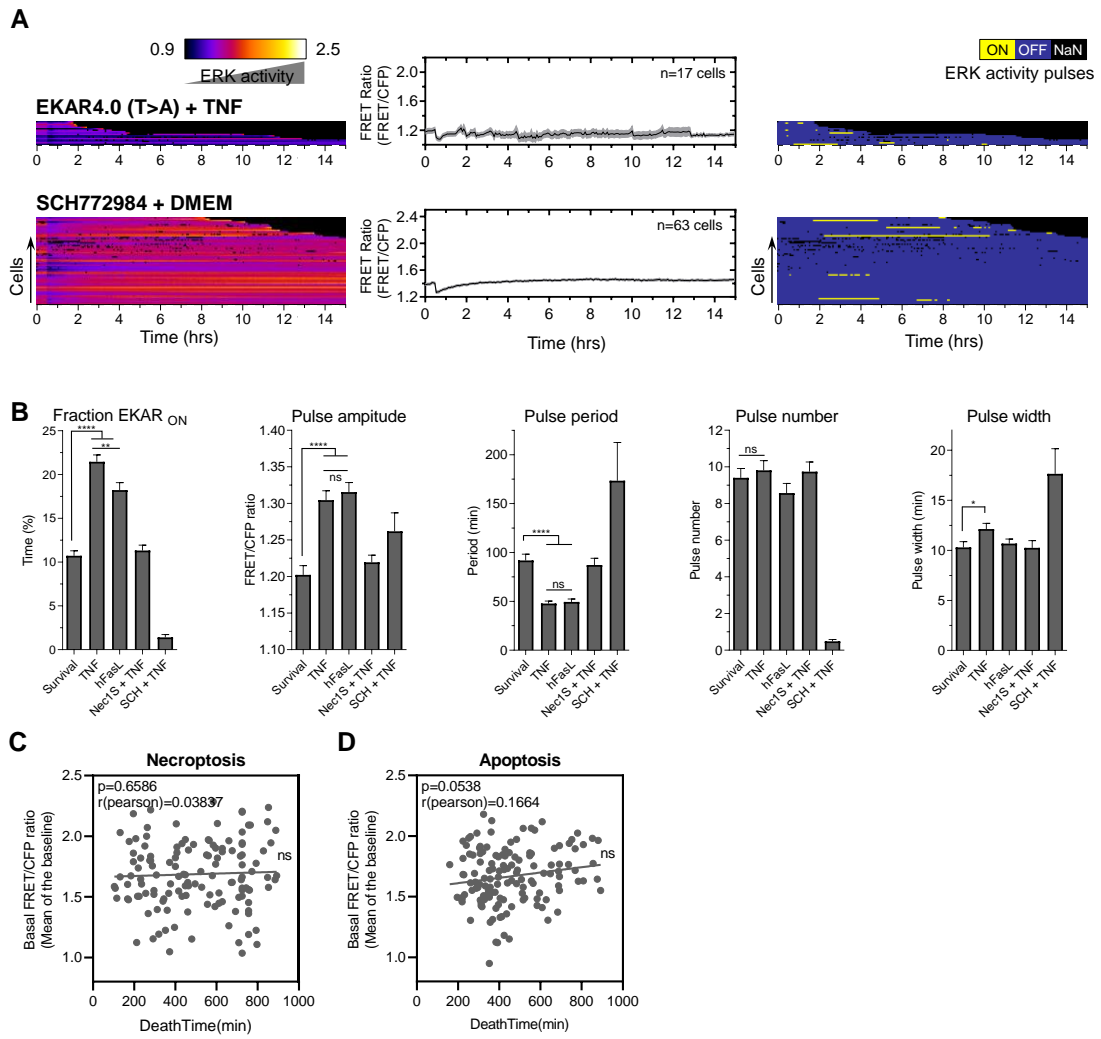 A
0.9
2.5
ERK activity
n=17 cells
ON OFF NaN
ERK activity pulses
EKAR4.0 (T>A) + TNF
FRET Ratio
(FRET/CFP)
2.0
1.6
1.2
0 2 4 6 8 10 12 14
0 2 4 6 8 10 12 14
0 2 4 6 8 10 12 14
SCH772984 + DMEM
n=63 cells
Cells
FRET Ratio
(FRET/CFP)
2.4
2.0
1.6
1.2
Cells
0 2 4 6 8 10 12 14
0 2 4 6 8 10 12 14
0 2 4 6 8 10 12 14
Time (hrs)
Time (hrs)
Time (hrs)
B
Fraction EKAR ON
Time (%)
25
20
15
10
5
0
****
**
Survival
TNF
hFasL
Nec1S + TNF
SCH + TNF
Pulse amplitude
FRET/CFP ratio
1.40
1.35
1.30
1.25
1.20
1.15
1.10
****
ns
Survival
TNF
hFasL
Nec1S + TNF
SCH + TNF
Pulse period
Period (min)
200
150
100
50
0
****
ns
Survival
TNF
hFasL
Nec1S + TNF
SCH + TNF
Pulse number
Pulse number
12
10
8
6
4
2
0
ns
Survival
TNF
hFasL
Nec1S + TNF
SCH + TNF
Pulse width
Pulse width (min)
20
15
10
5
0
*
Survival
TNF
hFasL
Nec1S + TNF
SCH + TNF
C
Necroptosis
p=0.6586
r(pearson)=0.03837
ns
Basal FRET/CFP ratio
(Mean of the baseline)
2.5
2.0
1.5
1.0
0 200 400 600 800 1000
DeathTime(min)
D
Apoptosis
p=0.0538
r(pearson)=0.1664
ns
Basal FRET/CFP ratio
(Mean of the baseline)
2.5
2.0
1.5
1.0
0 200 400 600 800 1000
DeathTime(min)